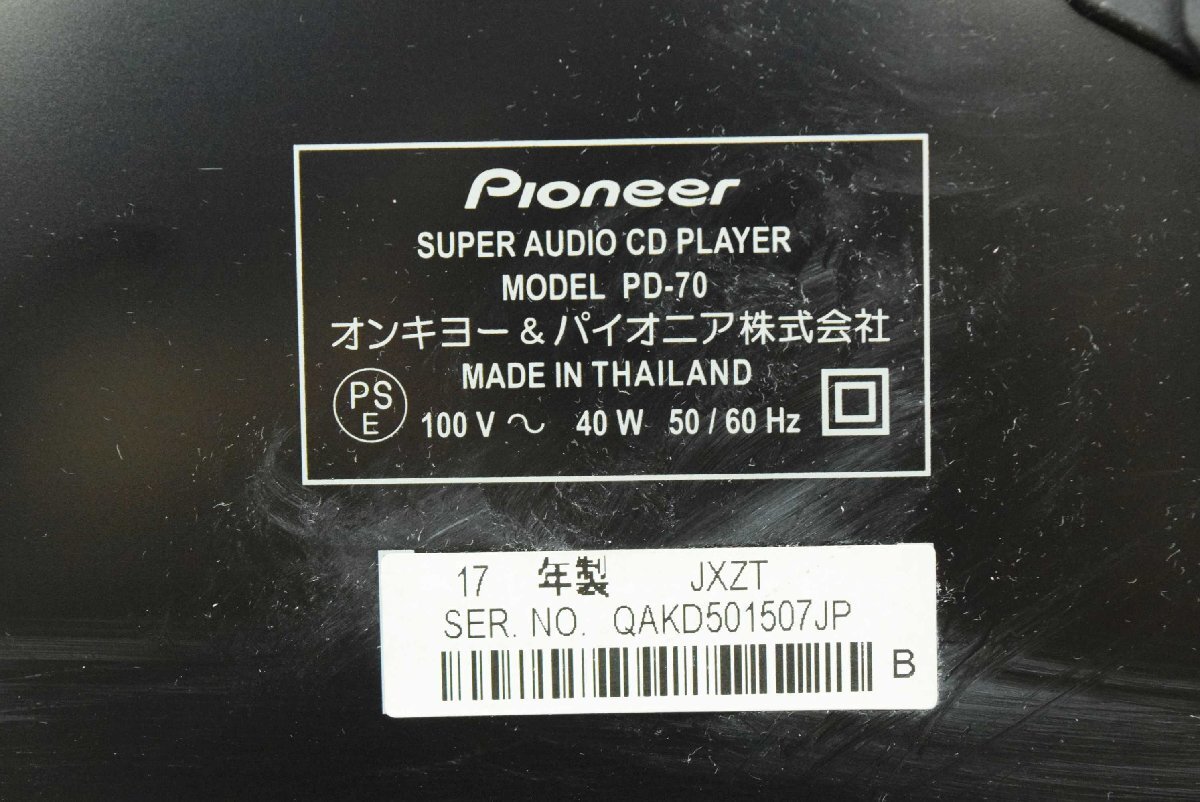 Pioneer
SUPER AUDIO CD PLAYER
MODEL PD-70
オンキヨー＆パイオニア株式会社
MADE IN THAILAND
PS
E
100 V ～ 40 W 50 / 60 Hz
17 年製 JXZT
SER. NO. QAKD501507JP
B